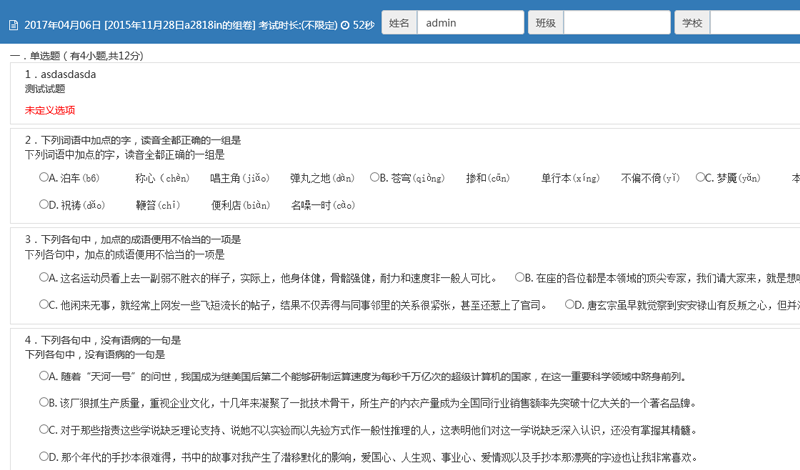 2017年04月06日 [2015年11月28日a2818in的组卷] 考试时长:(不限定) 52秒 姓名 admin 班级 学校
一．单选题（有4小题,共12分）
1．asdasdasda
测试试题
未定义选项
2．下列词语中加点的字，读音全都正确的一组是
下列词语中加点的字，读音全都正确的一组是
A. 泊车(bó) 称心（chèn) 唱主角(jiǎo) 弹丸之地(dàn) B. 苍穹(qiòng) 掺和(cān) 单行本(xíng) 不偏不倚(yǐ) C. 梦魇(yǎn) 本
D. 祝祷(dǎo) 鞭笞(chī) 便利店(biàn) 名噪一时(cào)
3．下列各句中，加点的成语使用不恰当的一项是
下列各句中，加点的成语使用不恰当的一项是
A. 这名运动员看上去一副弱不胜衣的样子，实际上，他身体健，骨骼强健，耐力和速度非一般人可比。 B. 在座的各位都是本领域的顶尖专家，我们请大家来，就是想
C. 他闲来无事，就经常上网发一些飞短流长的帖子，结果不仅弄得与同事邻里的关系很紧张，甚至还惹上了官司。 D. 唐玄宗虽早就觉察到安禄山有反叛之心，但并
4．下列各句中，没有语病的一句是
下列各句中，没有语病的一句是
A. 随着“天河一号”的问世，我国成为继美国后第二个能够研制运算速度为每秒千万亿次的超级计算机的国家，在这一重要科学领域中跻身前列。
B. 该厂狠抓生产质量，重视企业文化，十几年来凝聚了一批技术骨干，所生产的内衣产量成为全国同行业销售额率先突破十亿大关的一个著名品牌。
C. 对于那些指责这些学说缺乏理论支持、说她不以实验而以先验方式作一般性推理的人，这表明他们对这一学说缺乏深入认识，还没有掌握其精髓。
D. 那个年代的手抄本很难得，书中的故事对我产生了潜移默化的影响，爱国心、人生观、事业心、爱情观以及手抄本那漂亮的字迹也让我非常喜欢。